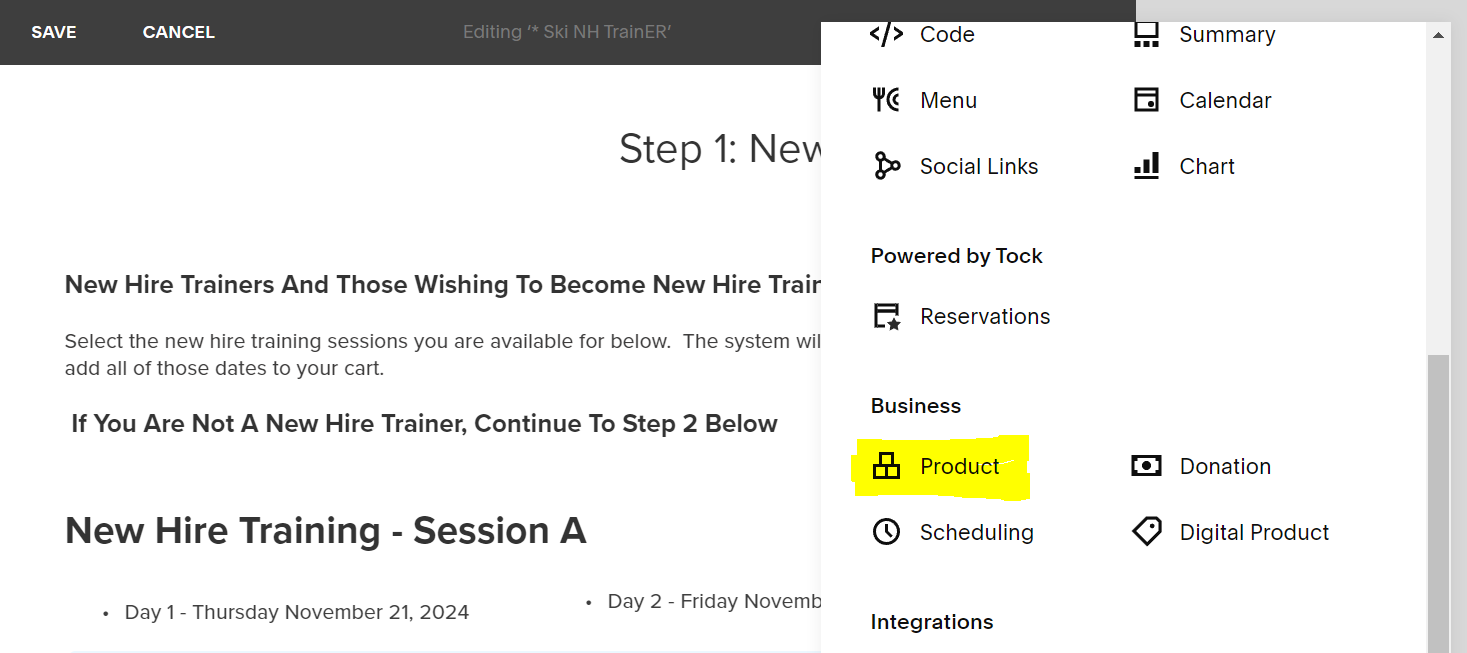 SAVE
CANCEL
Editing '* Ski NH TrainER'
Step 1: New
New Hire Trainers And Those Wishing To Become New Hire Train
Select the new hire training sessions you are available for below.  The system wil
add all of those dates to your cart.
If You Are Not A New Hire Trainer, Continue To Step 2 Below
New Hire Training - Session A
• Day 1 - Thursday November 21, 2024
• Day 2 - Friday Novemb
Code
Summary
Menu
Calendar
Social Links
Chart
Powered by Tock
Reservations
Business
Product
Donation
Scheduling
Digital Product
Integrations